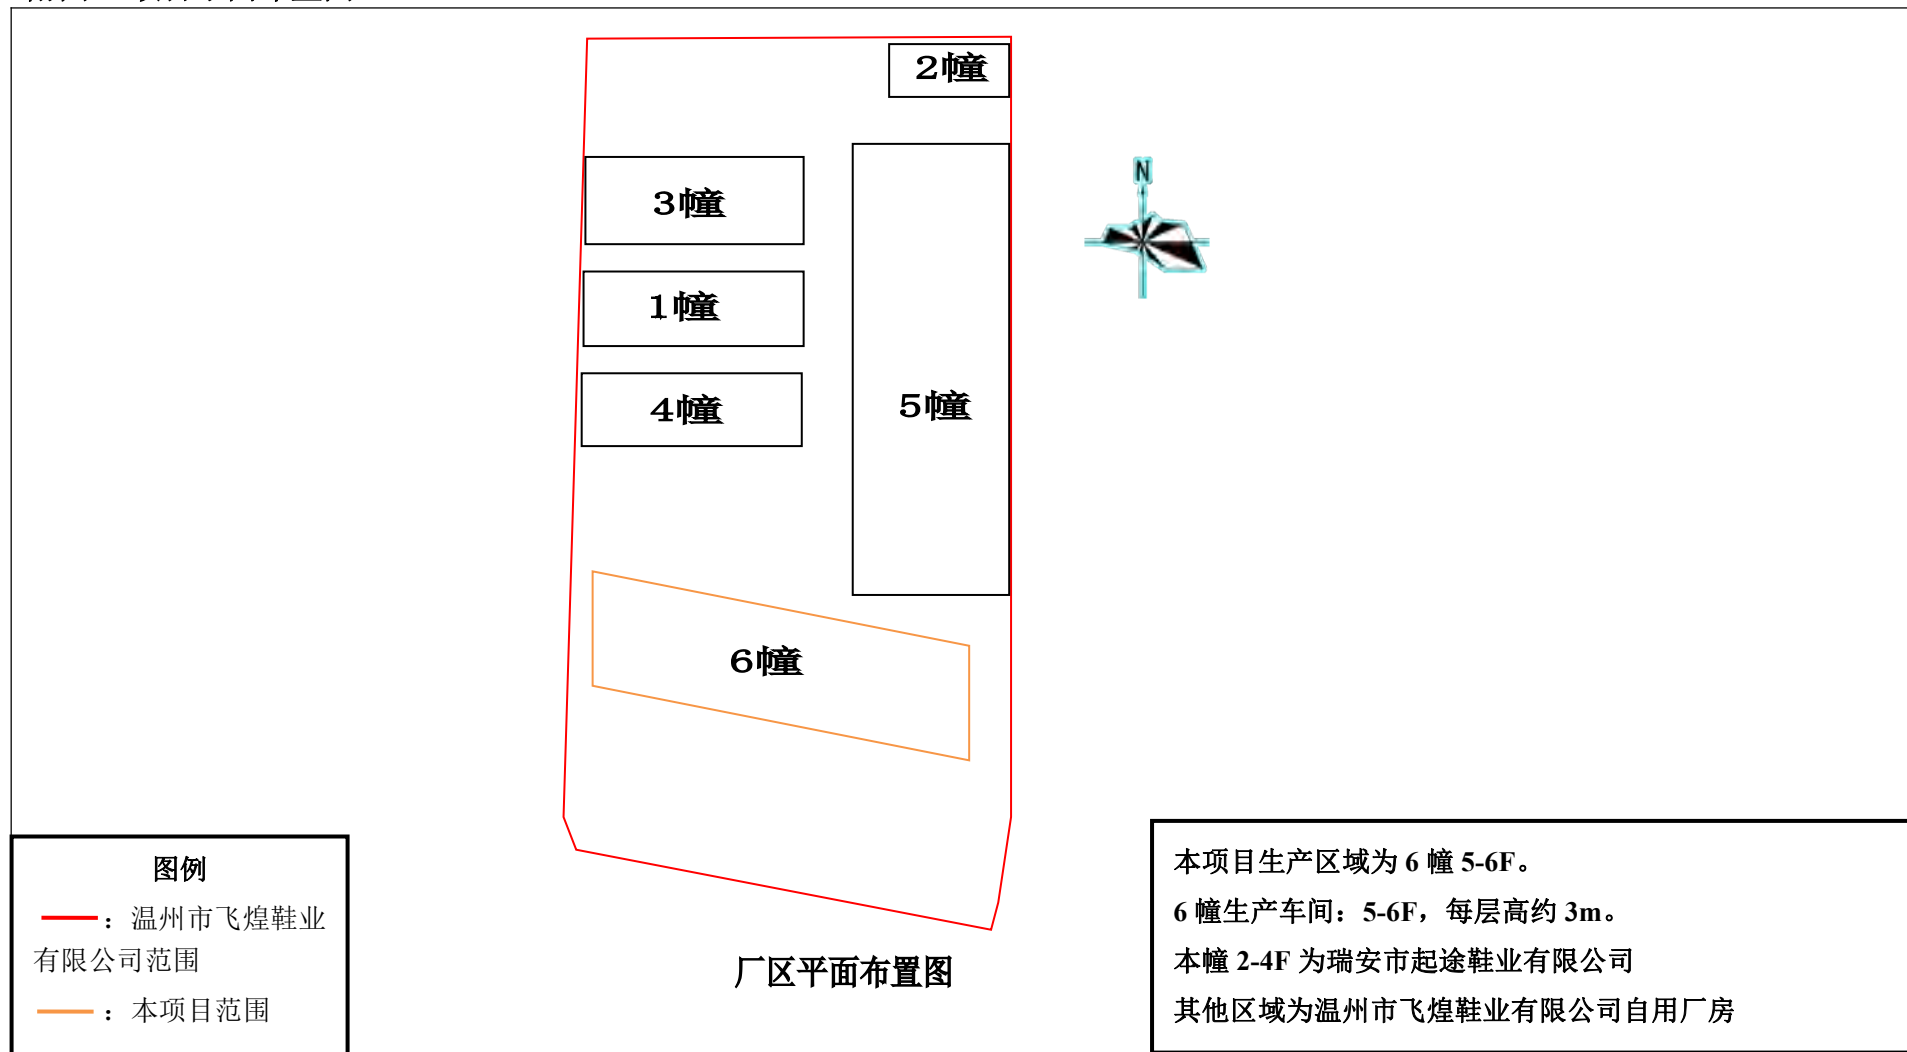 2幢
N
3幢
1幢
4幢
5幢
6幢
图例
：温州市飞煌鞋业
有限公司范围
：本项目范围
厂区平面布置图
本项目生产区域为 6 幢 5-6F。
6 幢生产车间：5-6F，每层高约 3m。
本幢 2-4F 为瑞安市起途鞋业有限公司
其他区域为温州市飞煌鞋业有限公司自用厂房